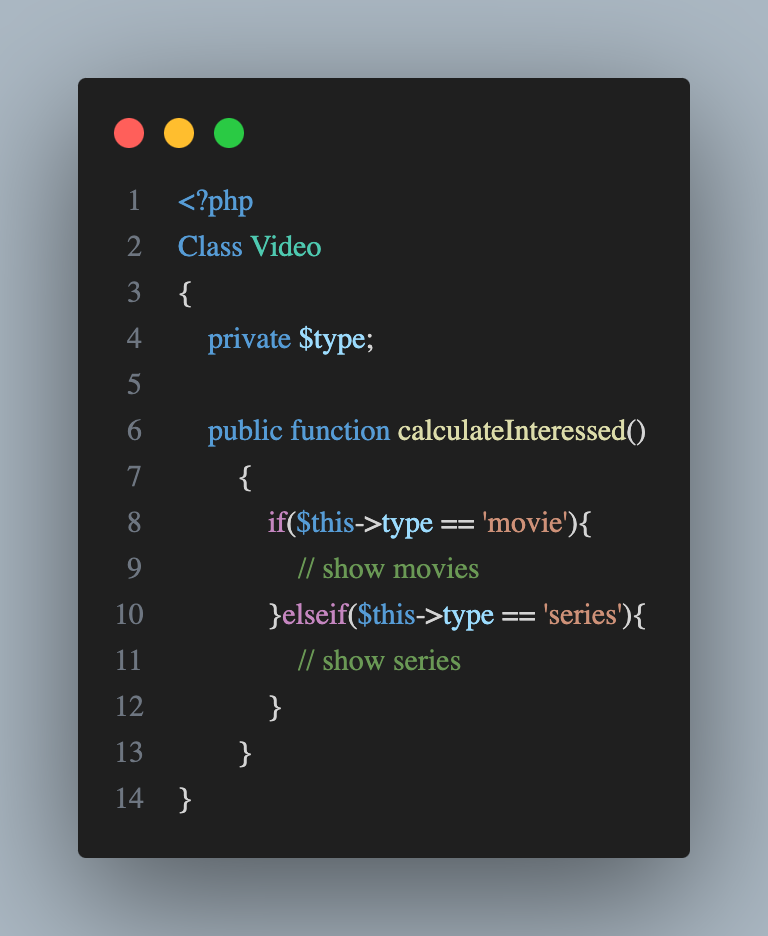 1 <?php
2 Class Video
3 {
4 private $type;
5
6 public function calculateInteressed()
7 {
8 if($this->type == 'movie'){
9 // show movies
10 }elseif($this->type == 'series'){
11 // show series
12 }
13 }
14 }